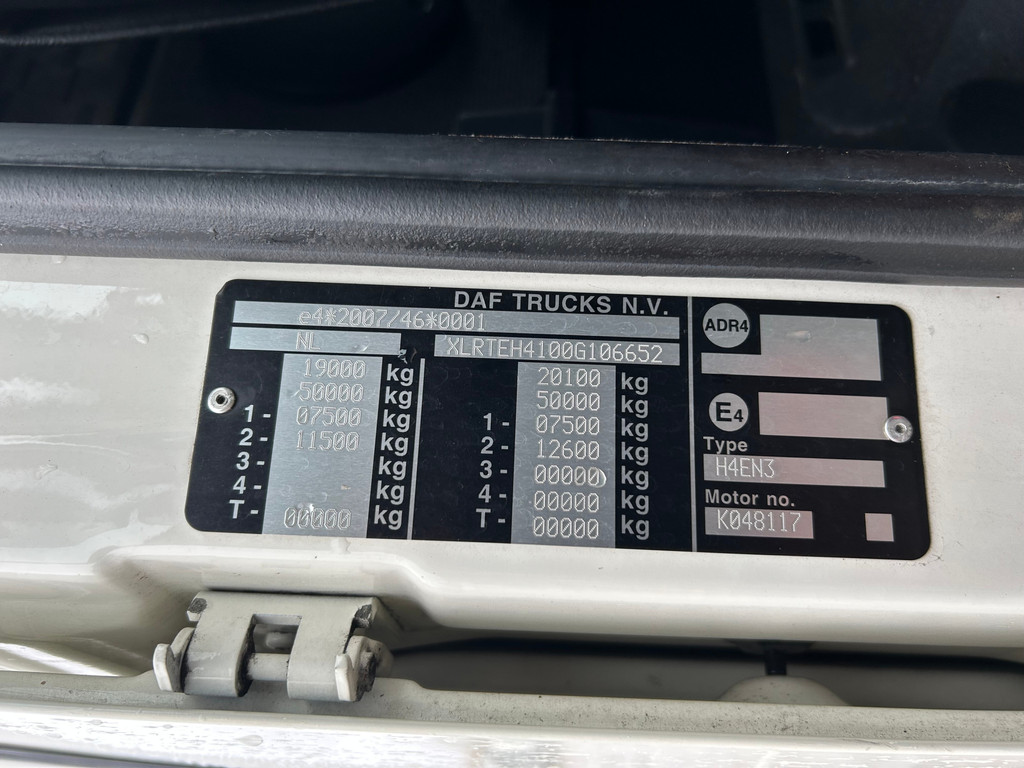 DAF TRUCKS N.V.
e4*2007/46*0001
NL XLRTEH4100G106652
19000 kg 20100 kg
50000 kg 50000 kg
1- 07500 kg 1- 07500 kg
2- 11500 kg 2- 12600 kg
3- kg 3- 00000 kg
4- kg 4- 00000 kg
T- 00000 kg T- 00000 kg
ADR4
E4
Type
H4EN3
Motor no.
K048117